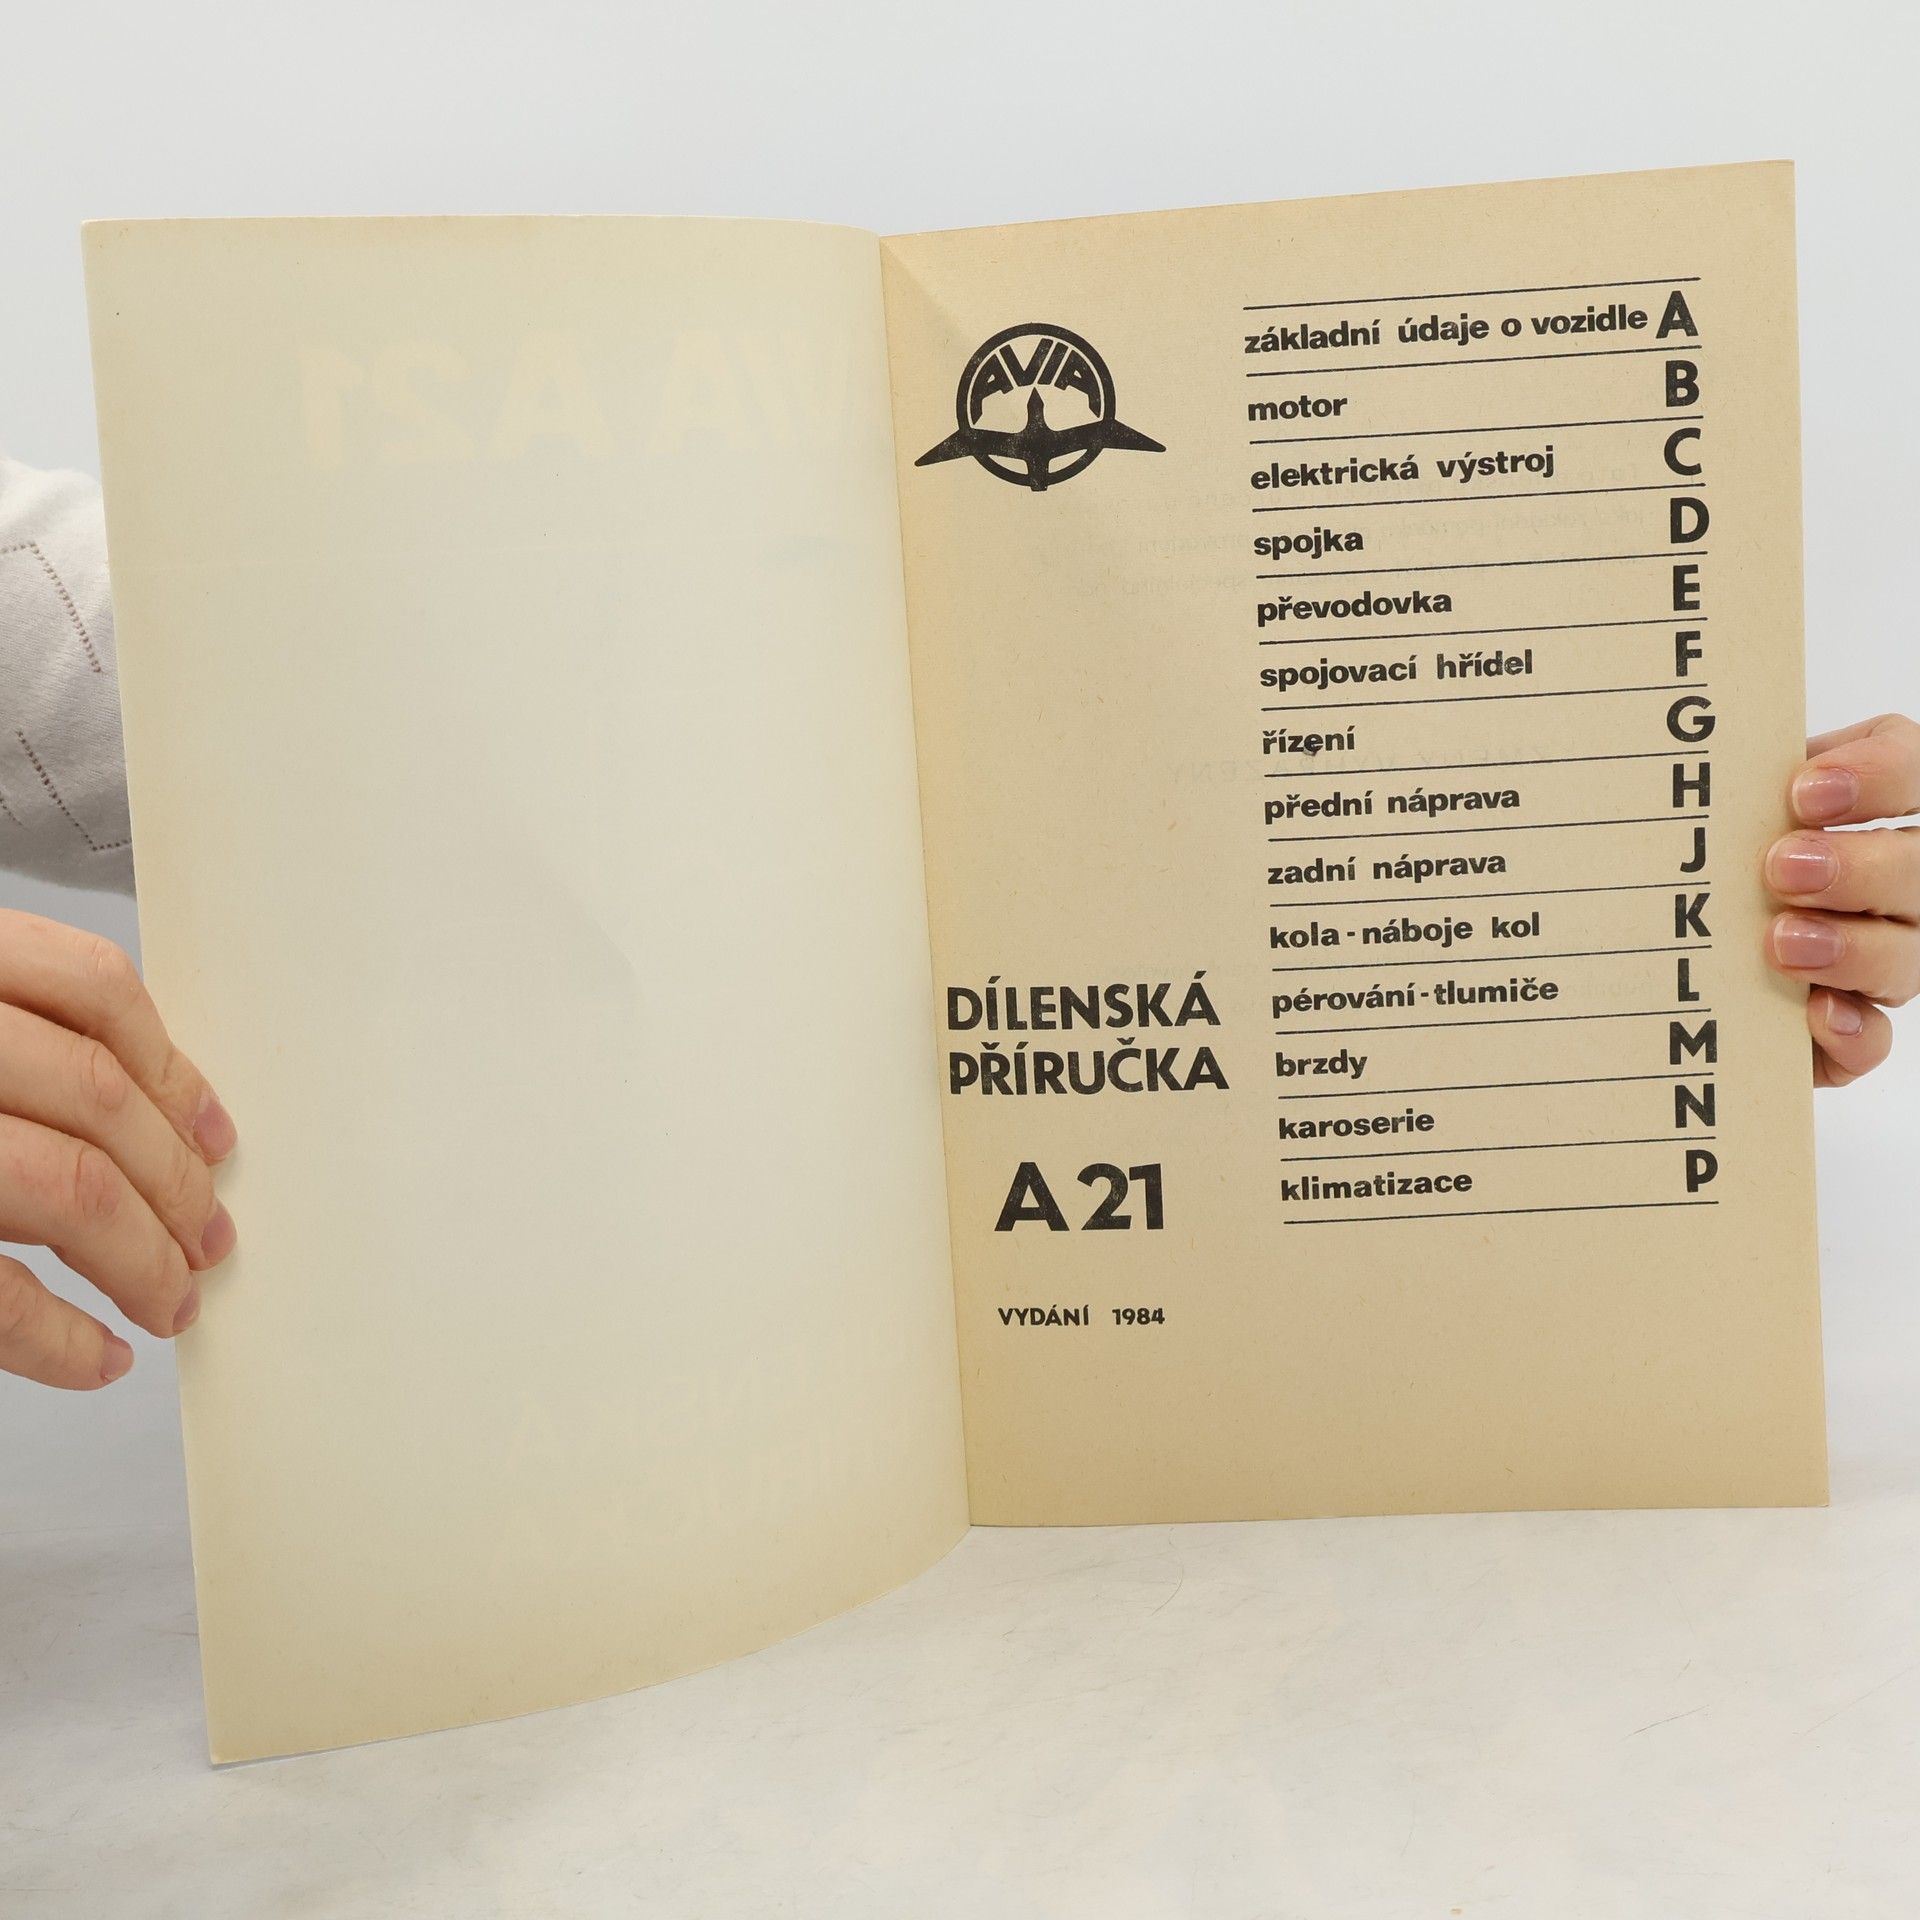 AVIA
základní údaje o vozidle A
motor B
elektrická výstroj C
spojka D
převodovka E
spojovací hřídel F
řízení G
přední náprava H
zadní náprava J
kola - náboje kol K
pérování - tlumiče L
brzdy M
karoserie N
klimatizace P
DÍLENSKÁ
PŘÍRUČKA
A 21
VYDÁNÍ 1984